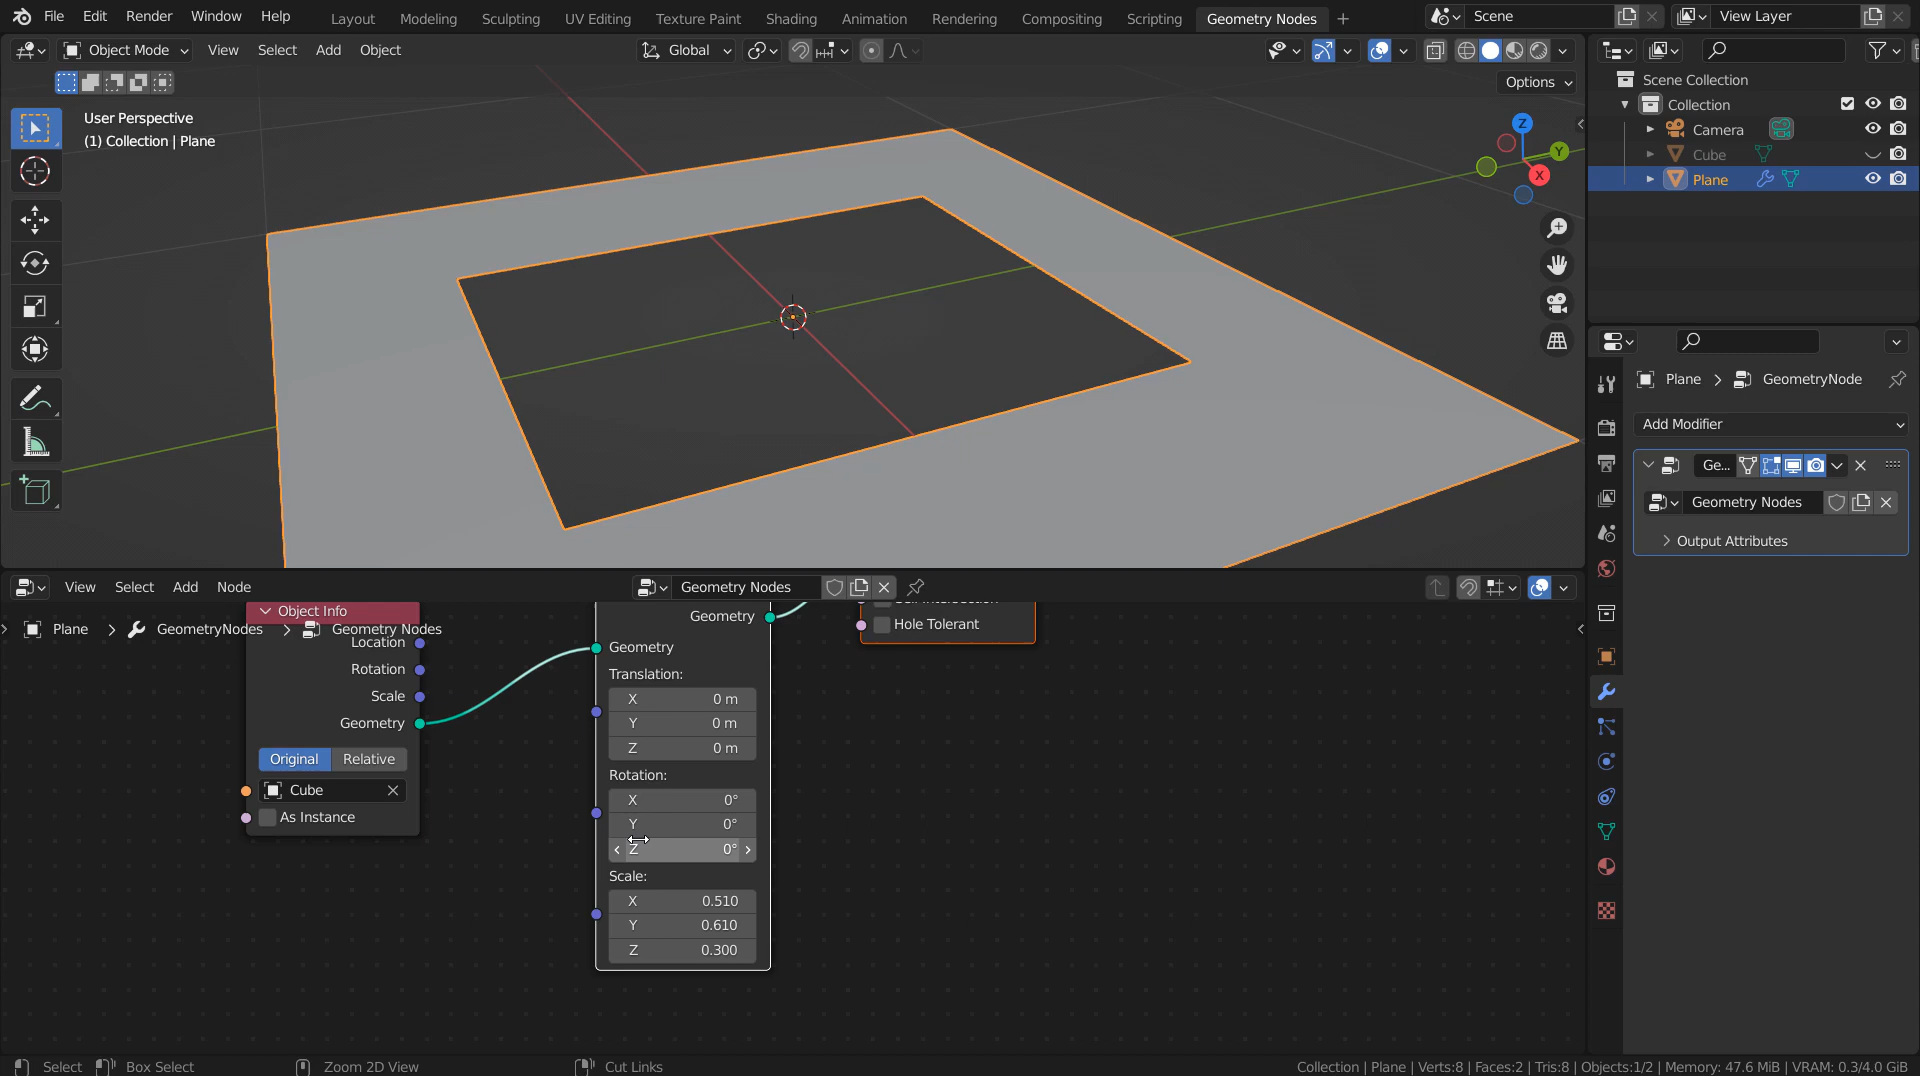 File Edit Render Window Help Layout Modeling Sculpting UV Editing Texture Paint Shading Animation Rendering Compositing Scripting Geometry Nodes + Scene View Layer
Object Mode View Select Add Object Global
Options
User Perspective
(1) Collection | Plane
Z
Y
X
Scene Collection
Collection
Camera
Cube
Plane
Plane > GeometryNode
Add Modifier
Ge...
Geometry Nodes
Output Attributes
View Select Add Node Geometry Nodes
Plane > GeometryNodes > Geometry Nodes
Object Info
Location
Rotation
Scale
Geometry
Original Relative
Cube
As Instance
Geometry
Geometry
Translation:
X 0 m
Y 0 m
Z 0 m
Rotation:
X 0°
Y 0°
Z 0°
Scale:
X 0.510
Y 0.610
Z 0.300
Hole Tolerant
Select Box Select Zoom 2D View Cut Links Collection | Plane | Verts:8 | Faces:2 | Tris:8 | Objects:1/2 | Memory: 47.6 MiB | VRAM: 0.3/4.0 GiB